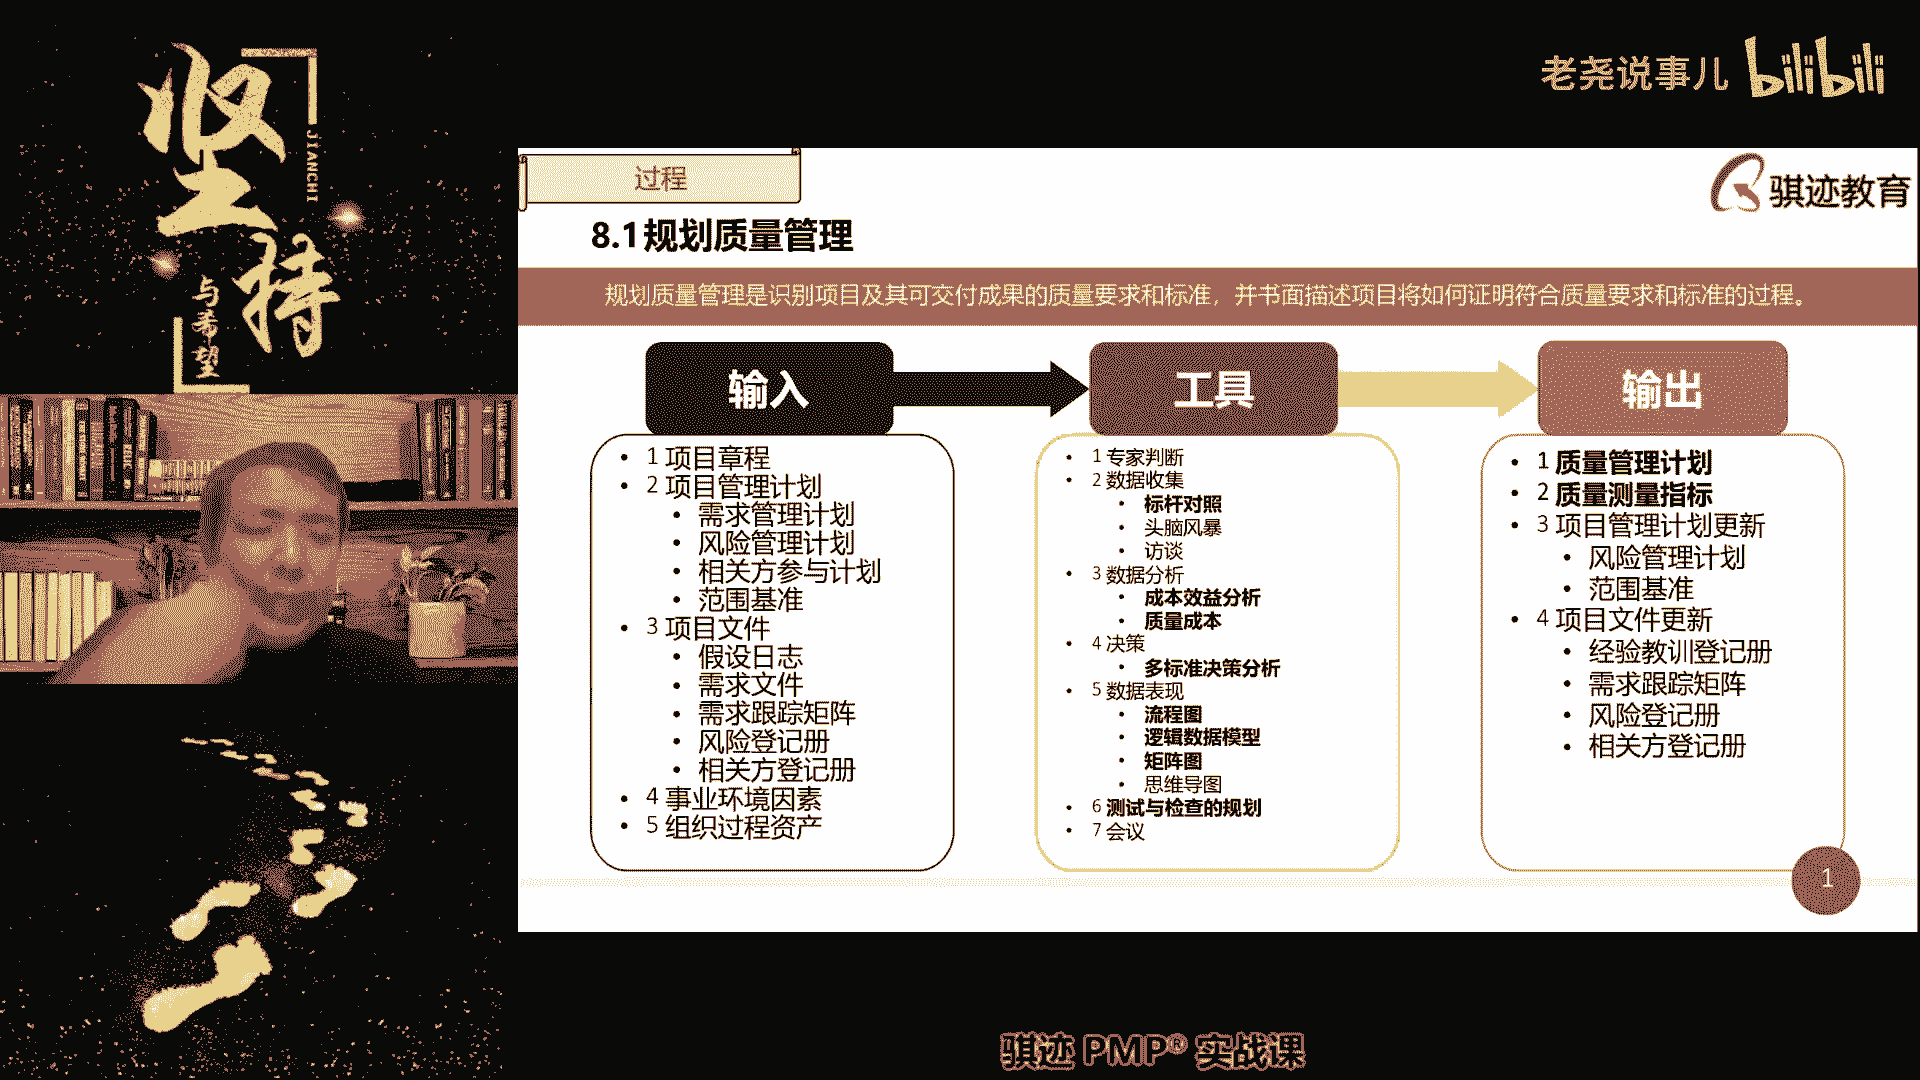 坚持
JIANCHI
与希望
老尧说事儿 bilibili
过程
骐迹教育
8.1规划质量管理
规划质量管理是识别项目及其可交付成果的质量要求和标准，并书面描述项目将如何证明符合质量要求和标准的过程。
输入
• 1 项目章程
• 2 项目管理计划
• 需求管理计划
• 风险管理计划
• 相关方参与计划
• 范围基准
• 3 项目文件
• 假设日志
• 需求文件
• 需求跟踪矩阵
• 风险登记册
• 相关方登记册
• 4 事业环境因素
• 5 组织过程资产
工具
• 1 专家判断
• 2 数据收集
• 标杆对照
• 头脑风暴
• 访谈
• 3 数据分析
• 成本效益分析
• 质量成本
• 4 决策
• 多标准决策分析
• 5 数据表现
• 流程图
• 逻辑数据模型
• 矩阵图
• 思维导图
• 6 测试与检查的规划
• 7 会议
输出
• 1 质量管理计划
• 2 质量测量指标
• 3 项目管理计划更新
• 风险管理计划
• 范围基准
• 4 项目文件更新
• 经验教训登记册
• 需求跟踪矩阵
• 风险登记册
• 相关方登记册
1
骐迹 PMP® 实战课